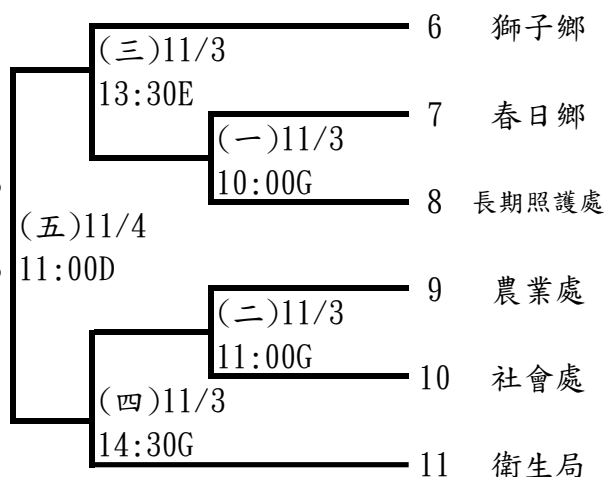 6 獅子鄉
(三)11/3
13:30E
7 春日鄉
(一)11/3
10:00G
8 長期照護處
(五)11/4
11:00D
9 農業處
(二)11/3
11:00G
10 社會處
(四)11/3
14:30G
11 衛生局